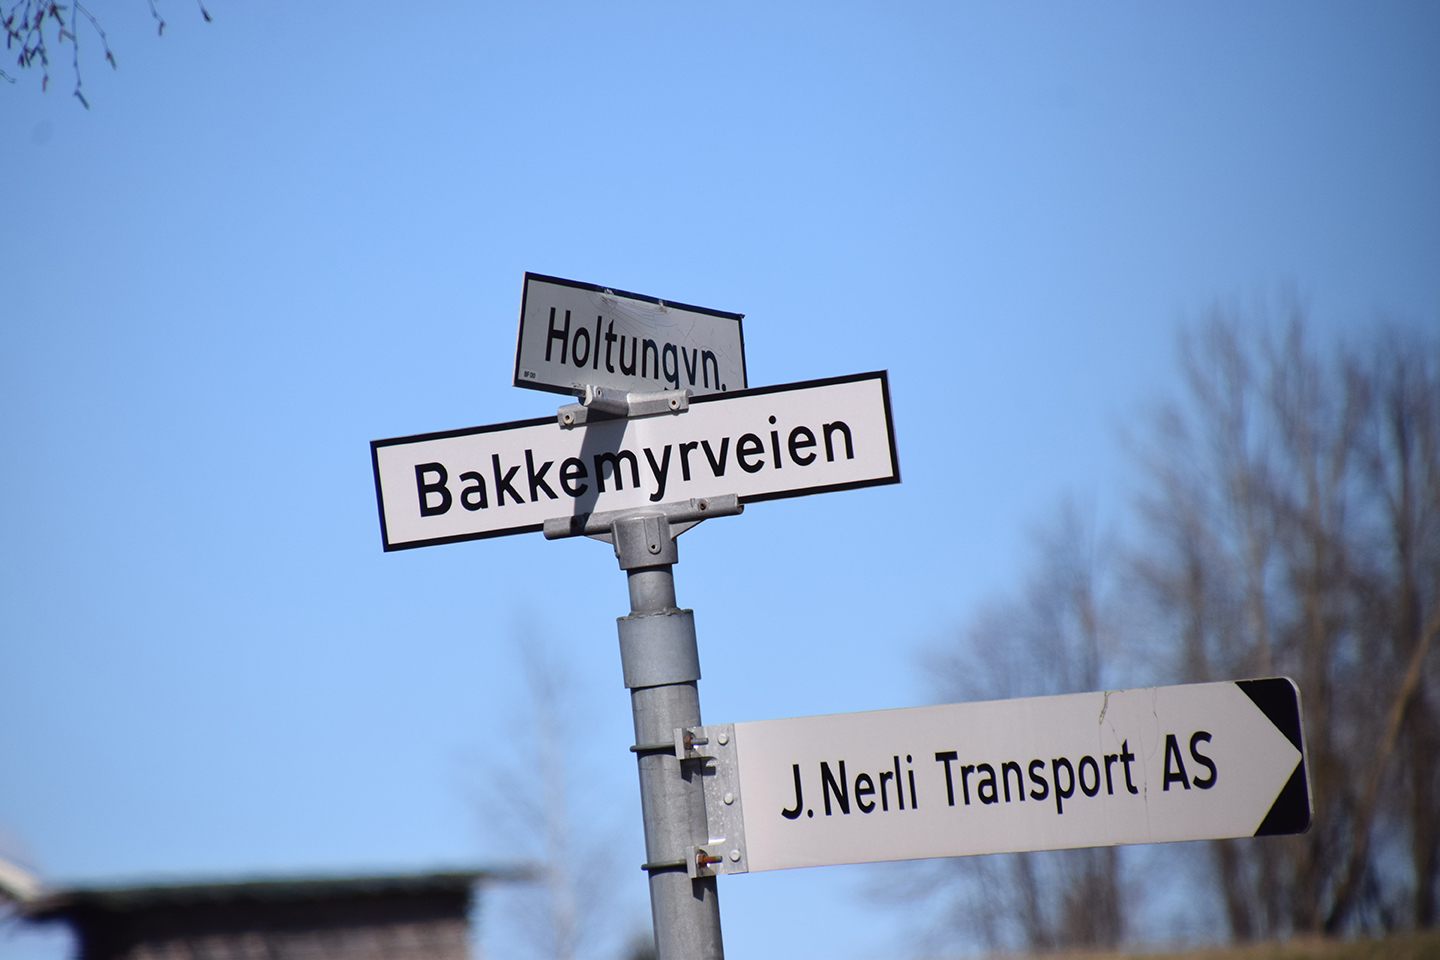 Holtungvn.
Bakkemyrveien
J. Nerli Transport AS